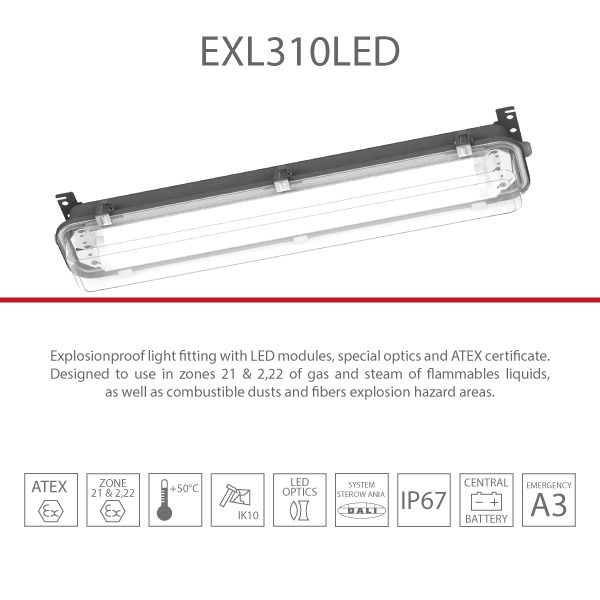 EXL310LED
Explosionproof light fitting with LED modules, special optics and ATEX certificate.
Designed to use in zones 21 & 2,22 of gas and steam of flammables liquids,
as well as combustible dusts and fibers explosion hazard areas.
ATEX
Ex
ZONE
21 & 2,22
Ex
+50°C
IK10
LED
OPTICS
SYSTEM
STEROW ANIA
DALI
IP67
CENTRAL
BATTERY
EMERGENCY
A3